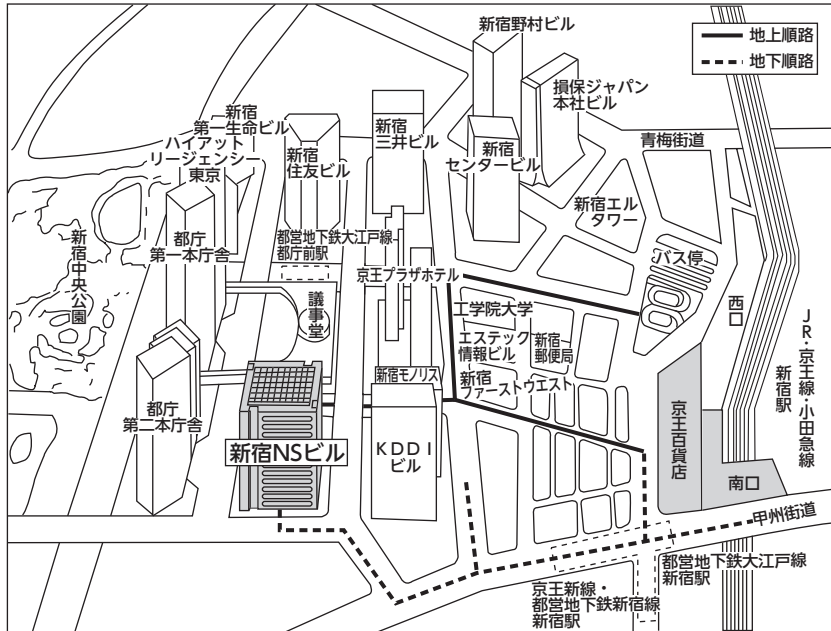 新宿野村ビル
地上順路
地下順路
損保ジャパン
本社ビル
新宿
第一生命ビル
ハイアット
リージェンシー
東京
新宿
住友ビル
新宿
三井ビル
新宿
センタービル
青梅街道
新宿エル
タワー
新宿中央公園
都庁
第一本庁舎
都営地下鉄大江戸線
都庁前駅
京王プラザホテル
バス停
西口
JR・京王線・小田急線
新宿駅
議事堂
工学院大学
エステック
情報ビル
新宿
郵便局
新宿
ファーストウエスト
新宿モノリス
都庁
第二本庁舎
新宿NSビル
KDDI
ビル
京王百貨店
南口
甲州街道
都営地下鉄大江戸線
新宿駅
京王新線・
都営地下鉄新宿線
新宿駅